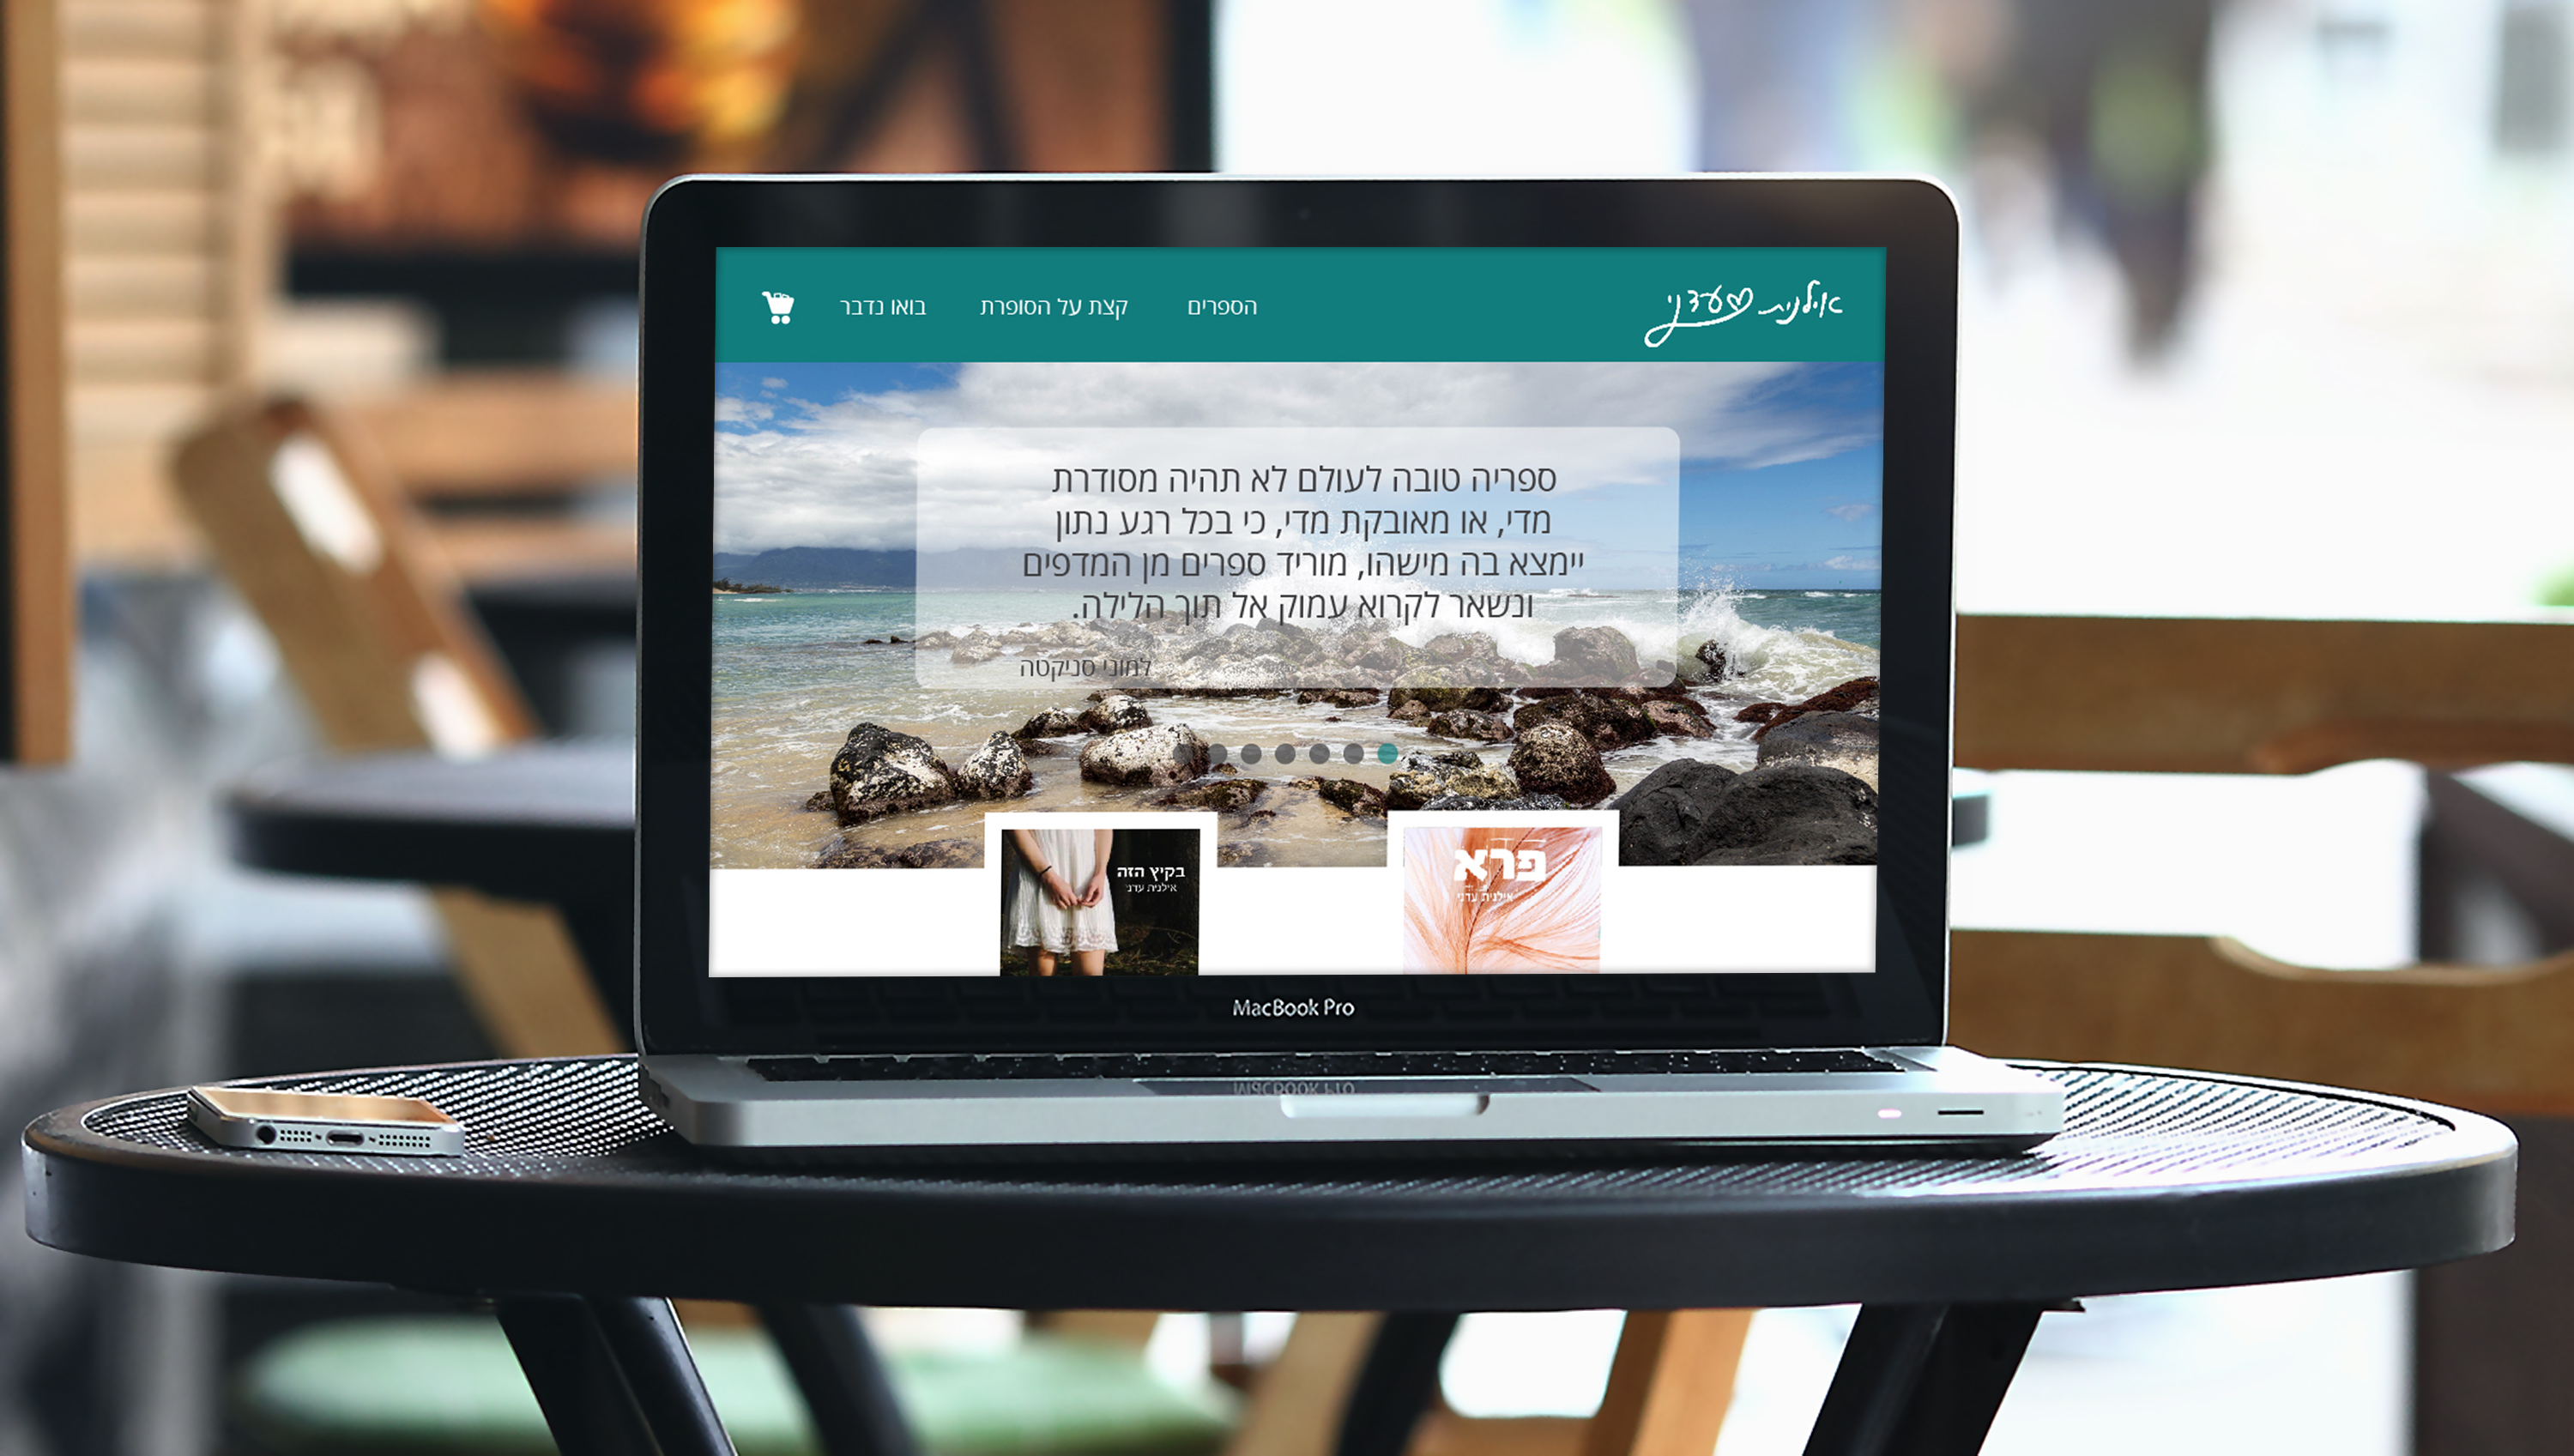 אילנית עדני
הספרים
קצת על הסופרת
בואו נדבר
ספריה טובה לעולם לא תהיה מסודרת
מדי, או מאובקת מדי, כי בכל רגע נתון
יימצא בה מישהו, מוריד ספרים מן המדפים
ונשאר לקרוא עמוק אל תוך הלילה.
למוני סניקטה
פרא
אילנית עדני
בקיץ הזה
אילנית עדני
MacBook Pro